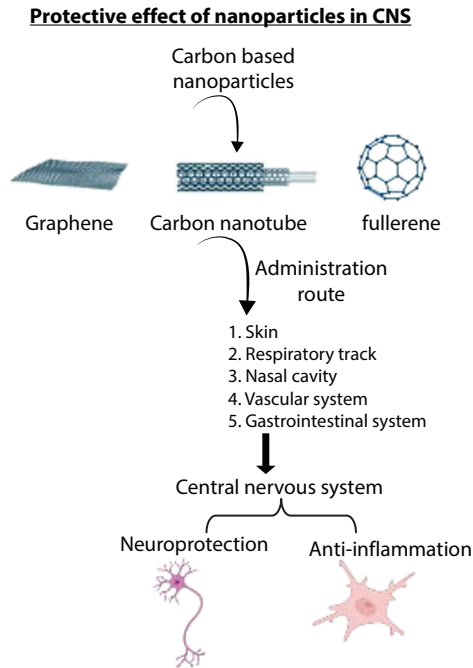 Protective effect of nanoparticles in CNS
Carbon based
nanoparticles
Graphene
Carbon nanotube
fullerene
Administration
route
1. Skin
2. Respiratory track
3. Nasal cavity
4. Vascular system
5. Gastrointestinal system
Central nervous system
Neuroprotection
Anti-inflammation